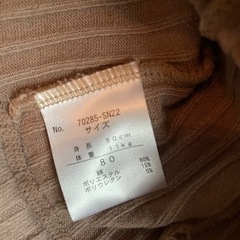 No. 70285-SN22
サイズ
身長 80cm
体重 11kg
80
綿 80%
ポリエステル 15%
ポリウレタン 5%